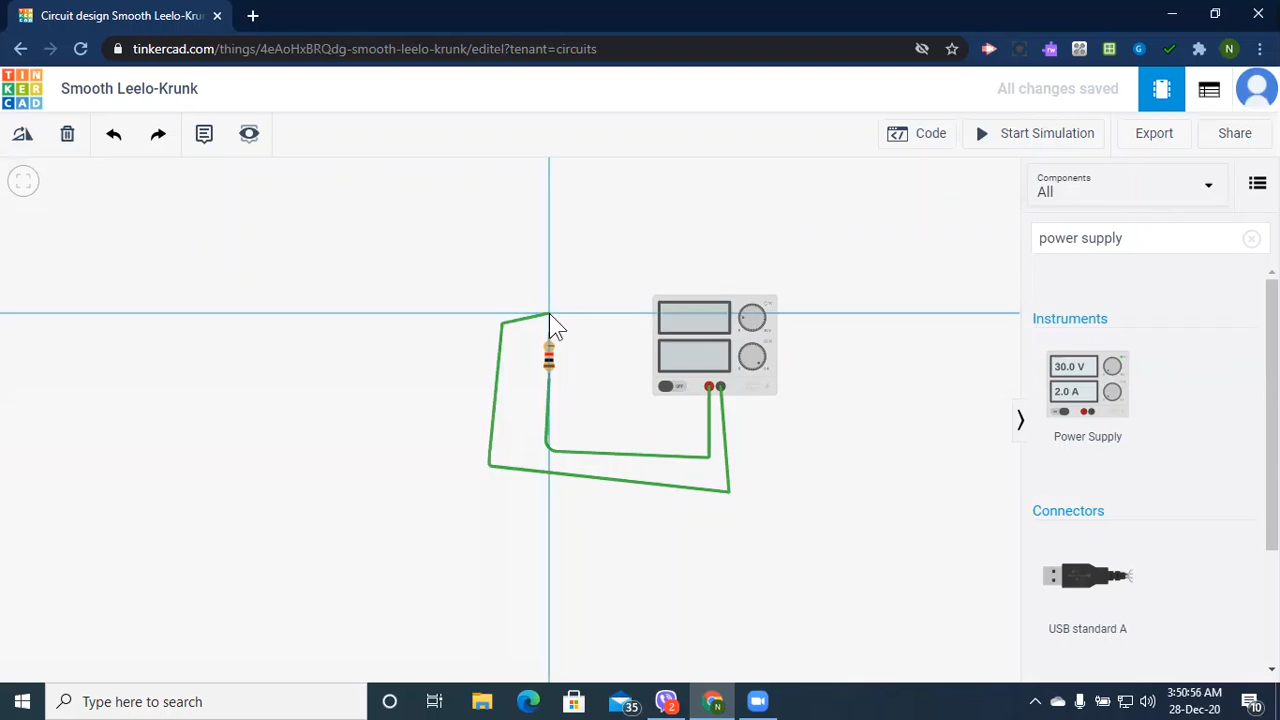 Circuit design Smooth Leelo-Kru
tinkercad.com/things/4eAoHxBRQdg-smooth-leelo-krunk/editel?tenant=circuits
N
TIN
KER
CAD
Smooth Leelo-Krunk
All changes saved
Code
Start Simulation
Export
Share
Components
All
power supply
OFF
Instruments
30.0 V
2.0 A
Power Supply
Connectors
USB standard A
Type here to search
35
2
N
3:50:56 AM
28-Dec-20
10